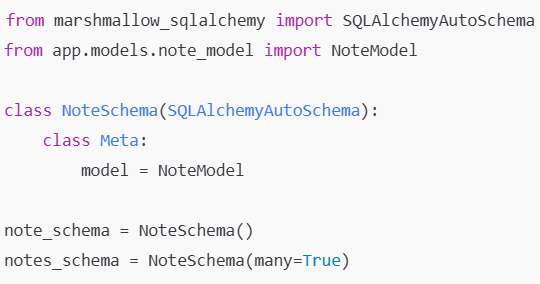 from marshmallow_sqlalchemy import SQLAlchemyAutoSchema
from app.models.note_model import NoteModel

class NoteSchema(SQLAlchemyAutoSchema):
    class Meta:
        model = NoteModel

note_schema = NoteSchema()
notes_schema = NoteSchema(many=True)